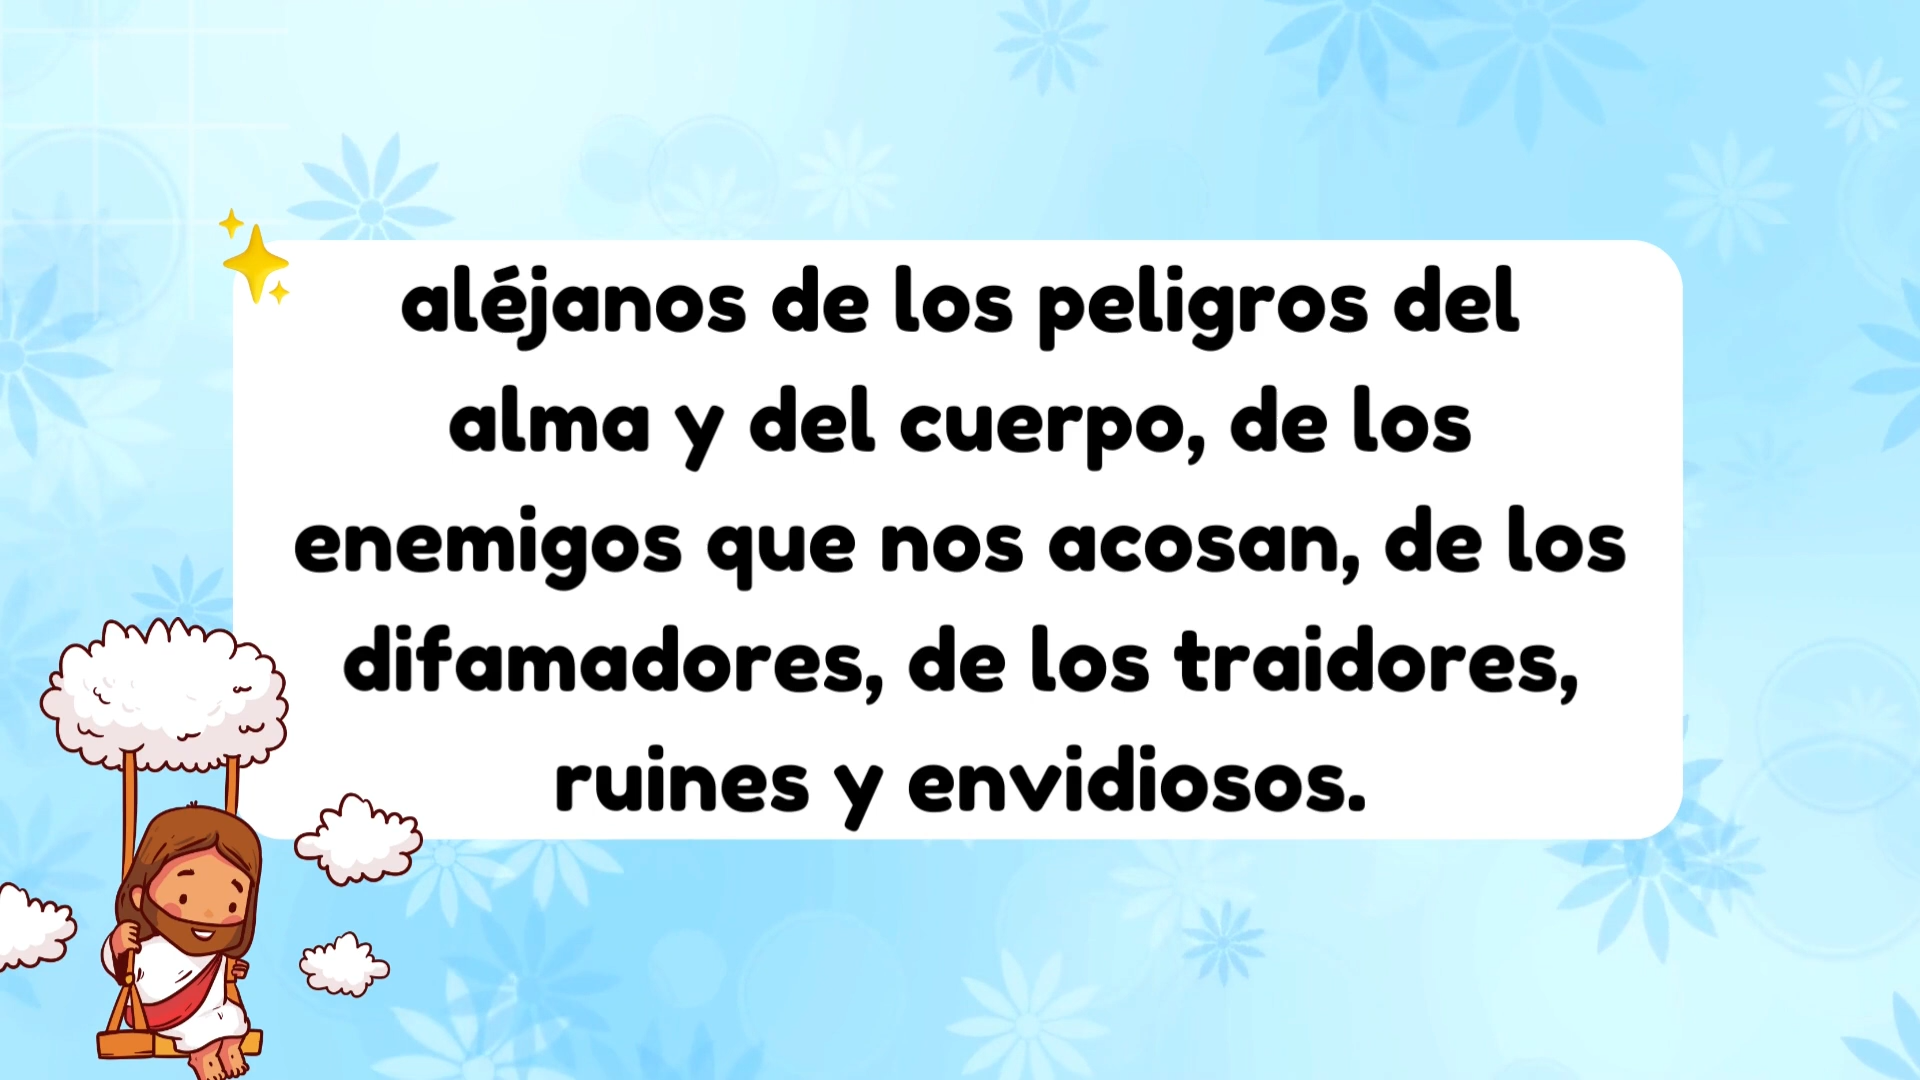 aléjanos de los peligros del
alma y del cuerpo, de los
enemigos que nos acosan, de los
difamadores, de los traidores,
ruines y envidiosos.